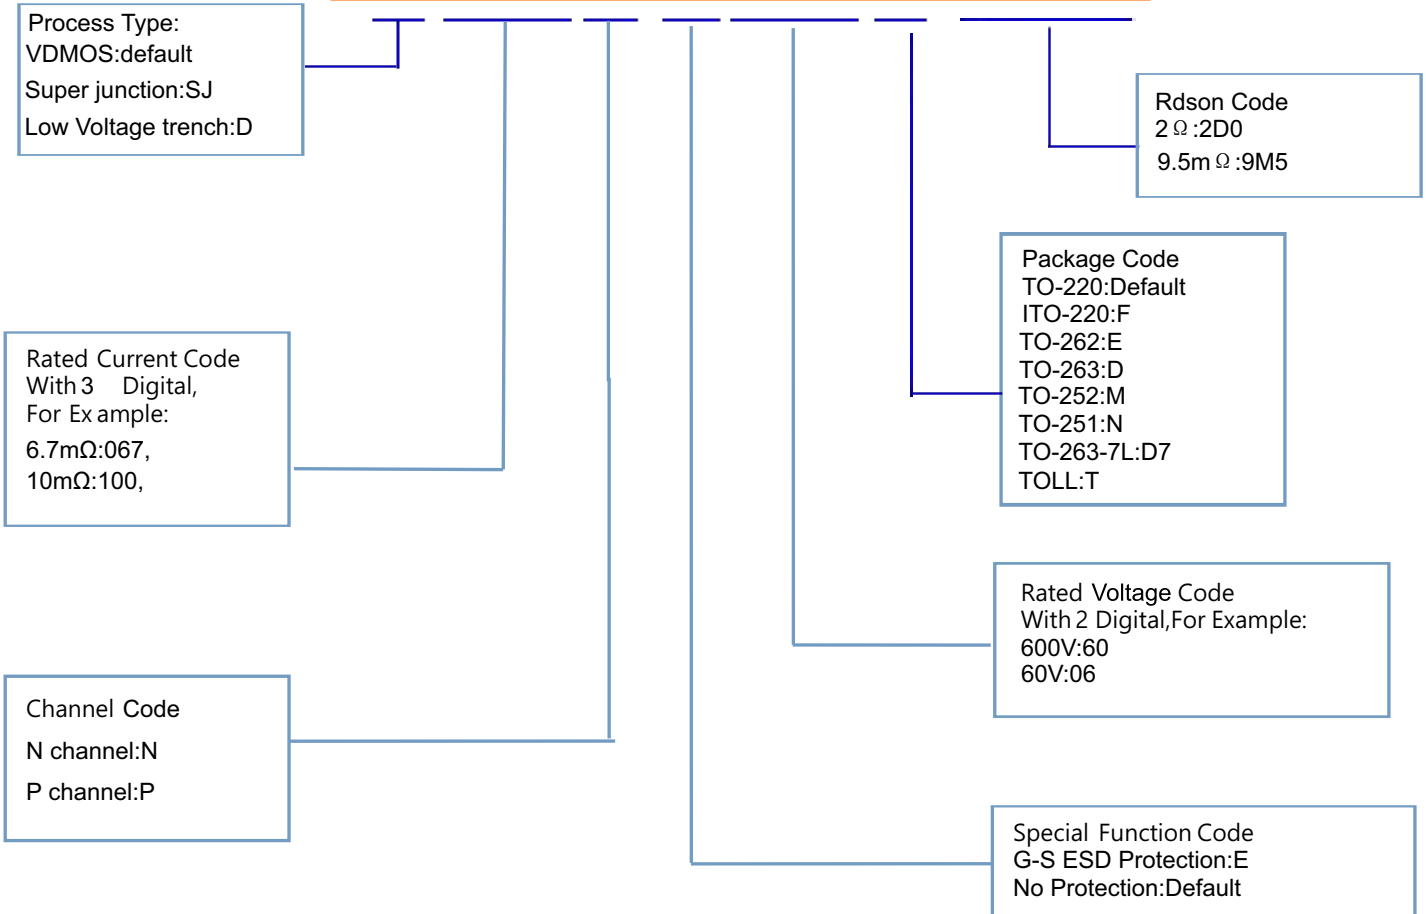 Process Type:
VDMOS:default
Super junction:SJ
Low Voltage trench:D
Rdson Code
2Ω:2D0
9.5mΩ:9M5
Package Code
TO-220:Default
ITO-220:F
TO-262:E
TO-263:D
TO-252:M
TO-251:N
TO-263-7L:D7
TOLL:T
Rated Current Code
With 3 Digital,
For Example:
6.7mΩ:067,
10mΩ:100,
Rated Voltage Code
With 2 Digital,For Example:
600V:60
60V:06
Channel Code
N channel:N
P channel:P
Special Function Code
G-S ESD Protection:E
No Protection:Default